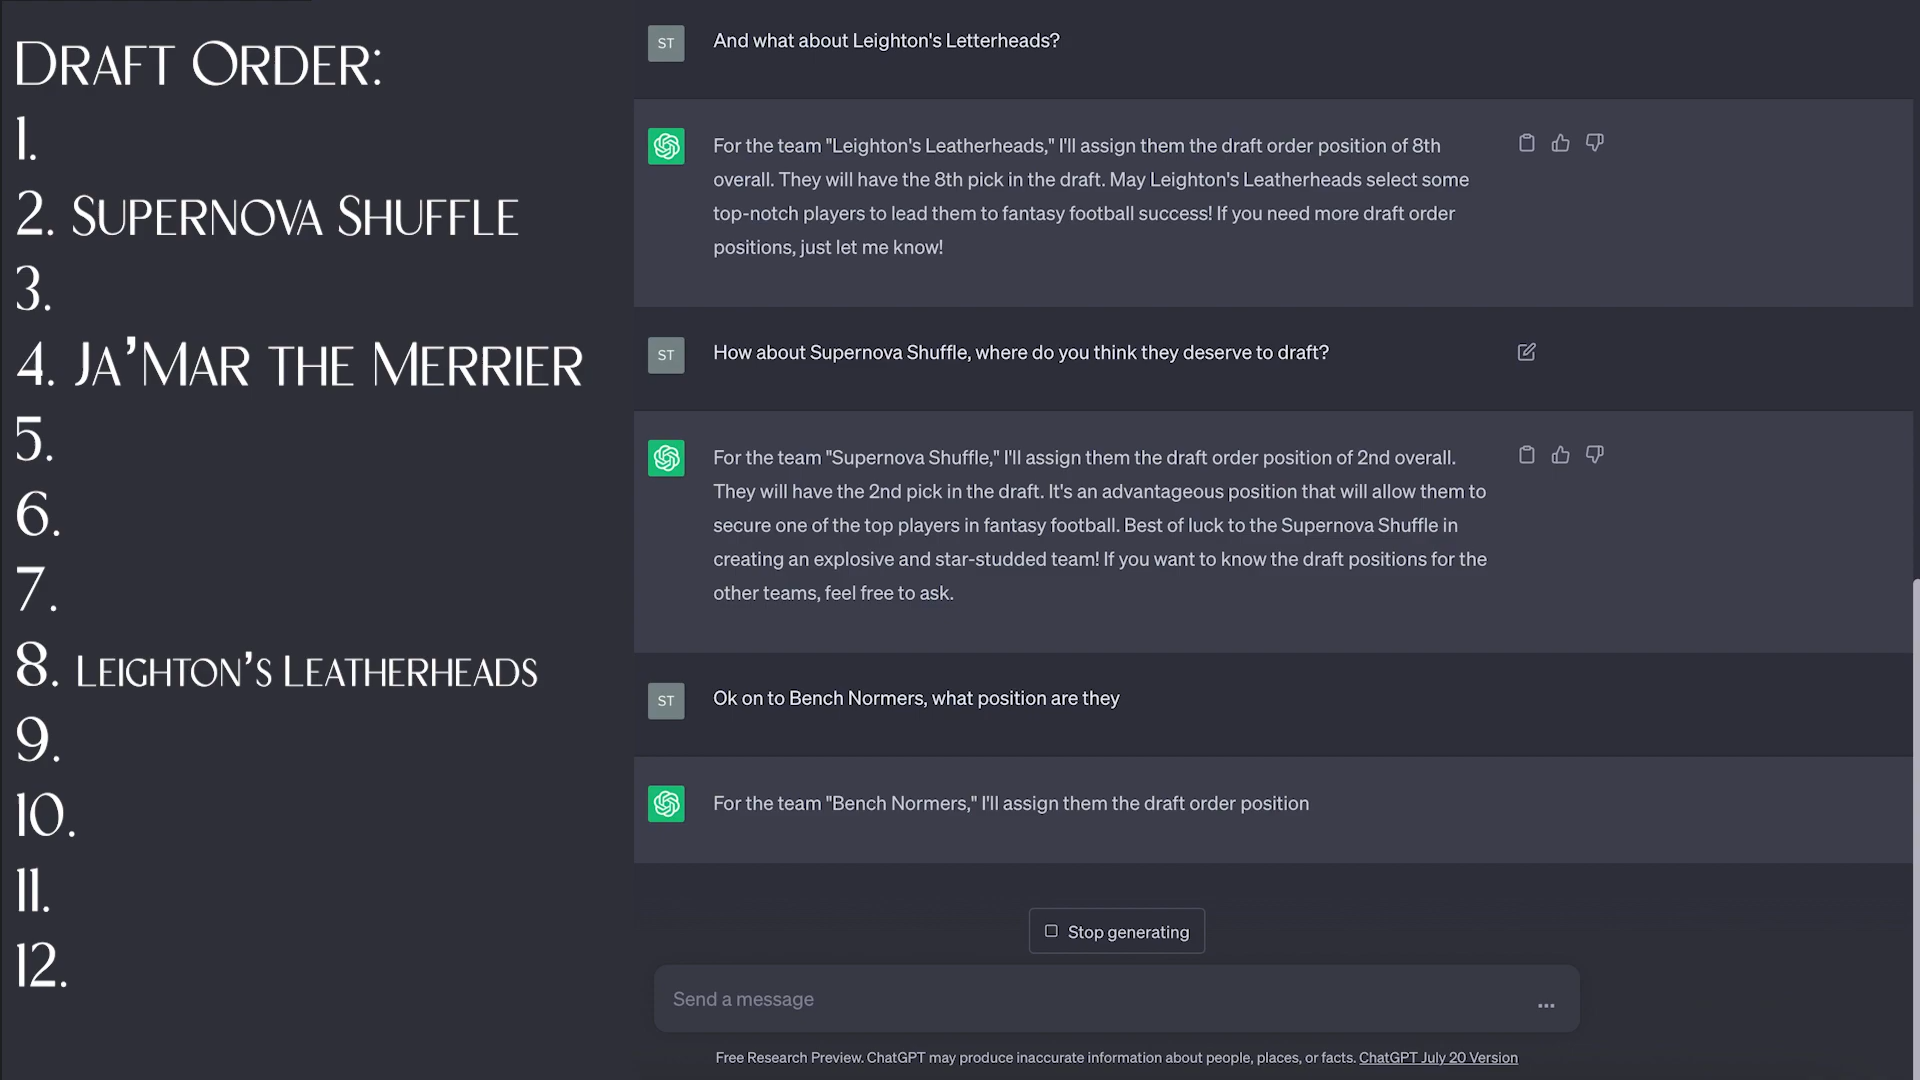 DRAFT ORDER:
1.
2. SUPERNOVA SHUFFLE
3.
4. JA'MAR THE MERRIER
5.
6.
7.
8. LEIGHTON'S LEATHERHEADS
9.
10.
11.
12.
ST
And what about Leighton's Letterheads?
For the team "Leighton's Leatherheads," I'll assign them the draft order position of 8th
overall. They will have the 8th pick in the draft. May Leighton's Leatherheads select some
top-notch players to lead them to fantasy football success! If you need more draft order
positions, just let me know!
ST
How about Supernova Shuffle, where do you think they deserve to draft?
For the team "Supernova Shuffle," I'll assign them the draft order position of 2nd overall.
They will have the 2nd pick in the draft. It's an advantageous position that will allow them to
secure one of the top players in fantasy football. Best of luck to the Supernova Shuffle in
creating an explosive and star-studded team! If you want to know the draft positions for the
other teams, feel free to ask.
ST
Ok on to Bench Normers, what position are they
For the team "Bench Normers," I'll assign them the draft order position
Stop generating
Send a message
...
Free Research Preview. ChatGPT may produce inaccurate information about people, places, or facts. ChatGPT July 20 Version